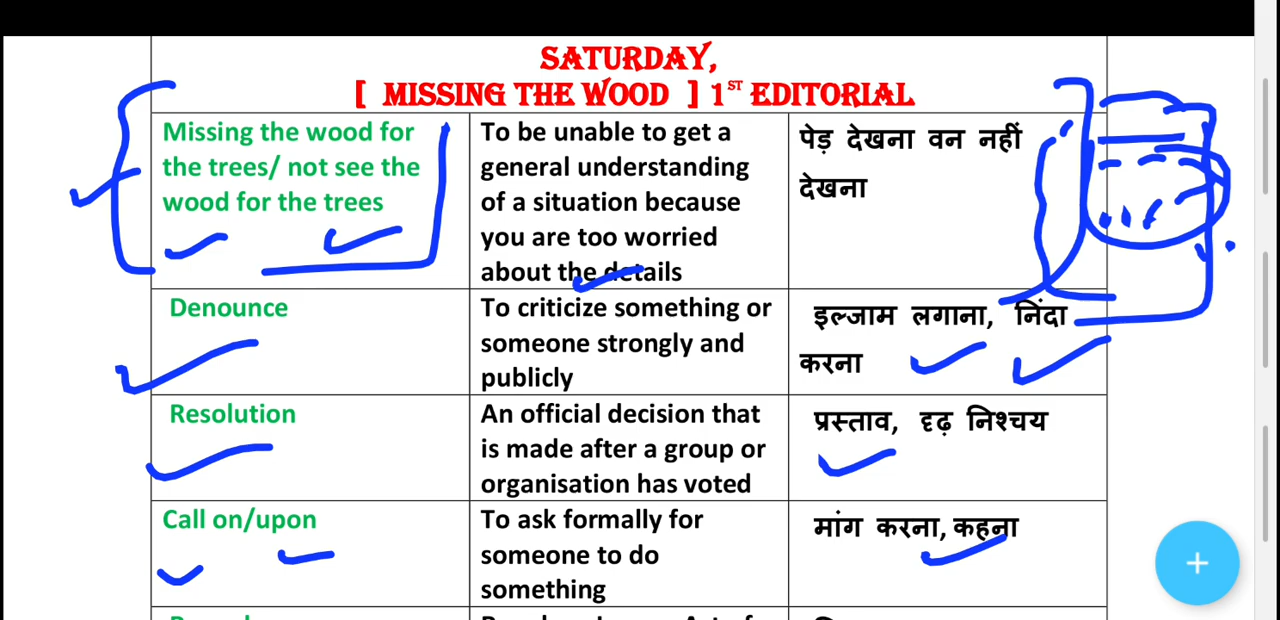 SATURDAY,
[ MISSING THE WOOD ] 1ST EDITORIAL
Missing the wood for
the trees/ not see the
wood for the trees
To be unable to get a
general understanding
of a situation because
you are too worried
about the details
पेड़ देखना वन नहीं
देखना
Denounce
To criticize something or
someone strongly and
publicly
इल्जाम लगाना, निंदा
करना
Resolution
An official decision that
is made after a group or
organisation has voted
प्रस्ताव, दृढ़ निश्चय
Call on/upon
To ask formally for
someone to do
something
मांग करना, कहना